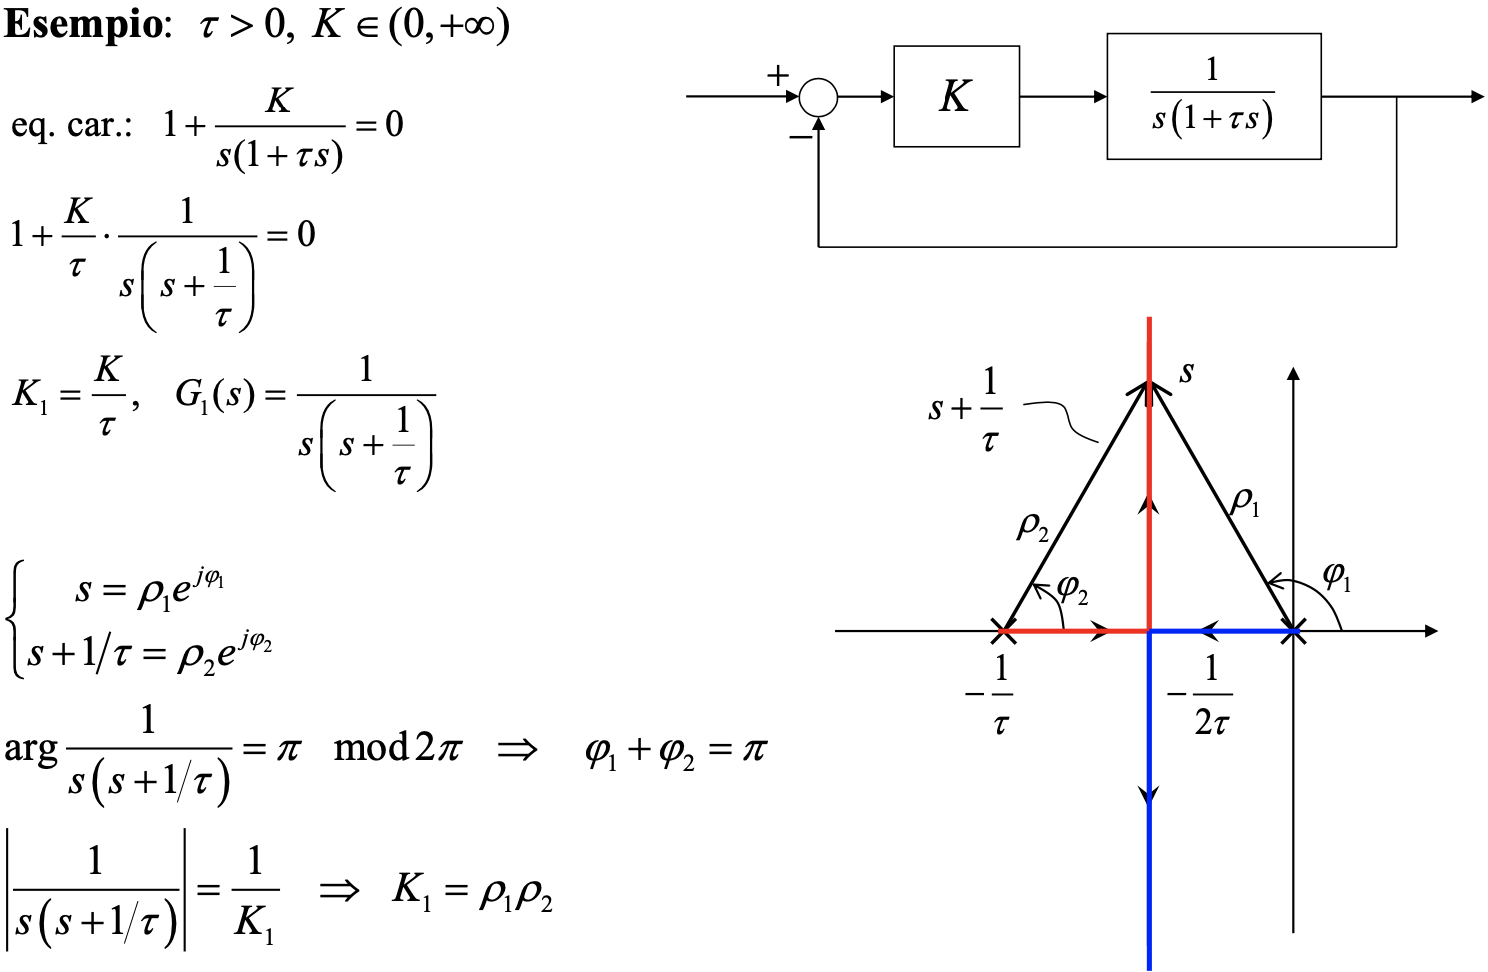 Esempio: τ > 0, K ∈ (0, +∞)
eq. car.: 1 + K / (s(1 + τs)) = 0
1 + K/τ · 1 / (s(s + 1/τ)) = 0
K₁ = K/τ, G₁(s) = 1 / (s(s + 1/τ))
{ s = ρ₁e^{jφ₁}
s + 1/τ = ρ₂e^{jφ₂}
arg 1 / (s(s + 1/τ)) = π mod 2π ⇒ φ₁ + φ₂ = π
|1 / (s(s + 1/τ))| = 1/K₁ ⇒ K₁ = ρ₁ρ₂
+
−
K
1 / (s(1 + τs))
s
s + 1/τ
ρ₂
ρ₁
φ₂
φ₁
−1/τ
−1/2τ